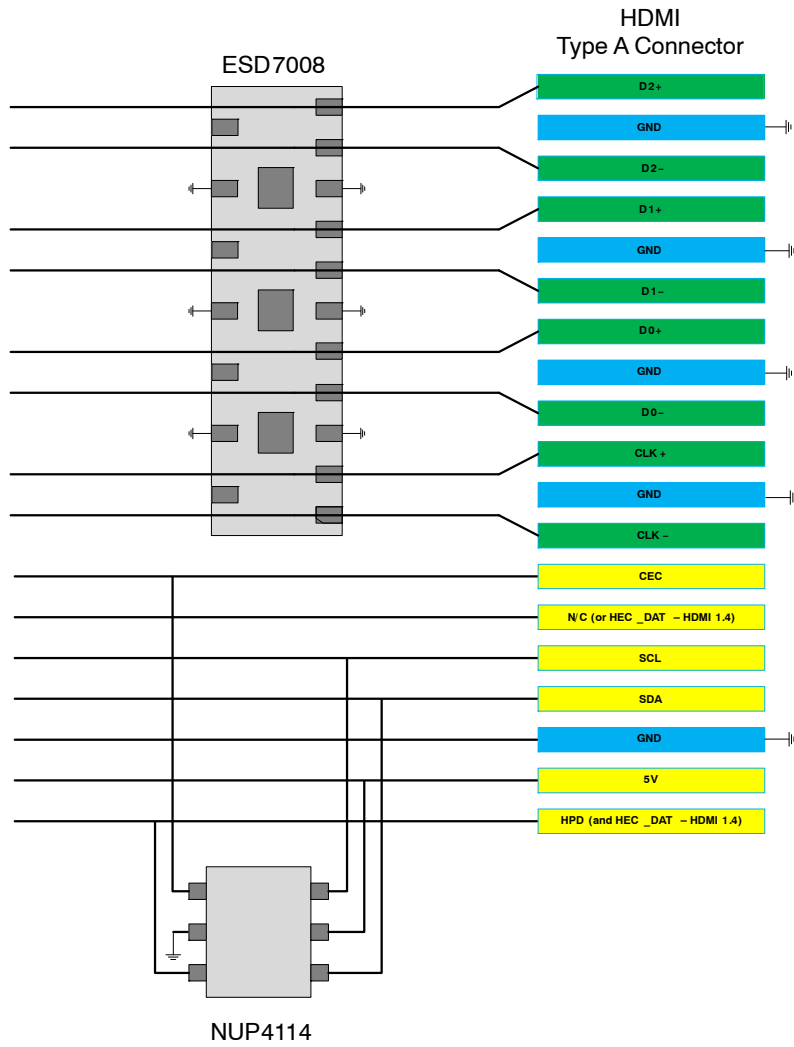 HDMI
Type A Connector
ESD7008
D2+
GND
D2−
D1+
GND
D1−
D0+
GND
D0−
CLK +
GND
CLK −
CEC
N/C (or HEC _DAT − HDMI 1.4)
SCL
SDA
GND
5V
HPD (and HEC _DAT − HDMI 1.4)
NUP4114